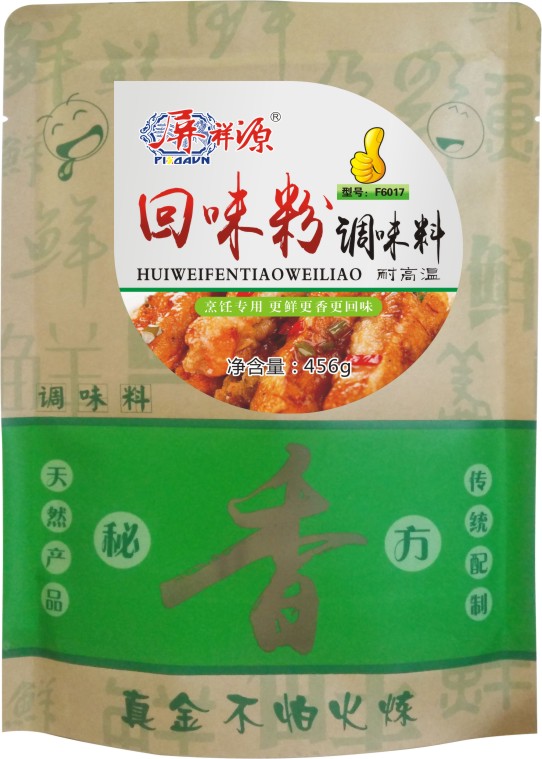 屏祥源®
PIXDAVN
型号：F6017
回味粉调味料
HUIWEIFENTIAOWEILIAO 耐高温
烹饪专用 更鲜更香更回味
净含量：456g
调味料
天然产品
秘 香 方
传统配制
真金不怕火炼